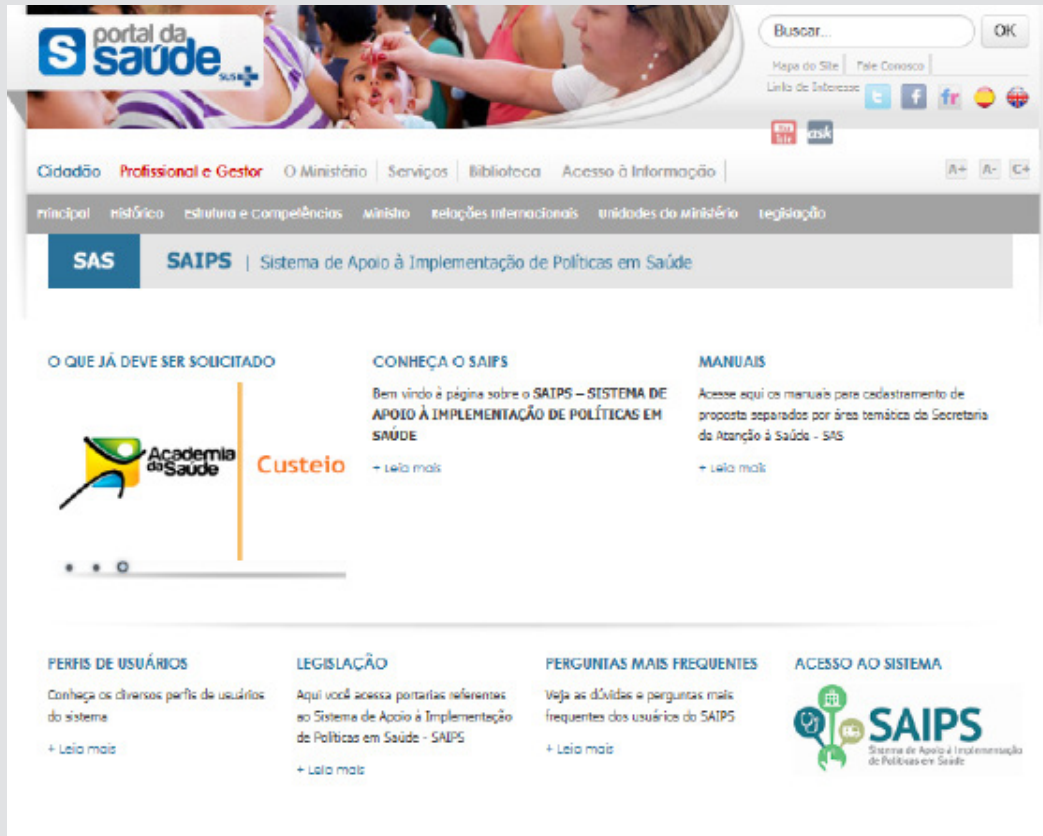 S portal da
saúde
SUS
Buscar... OK
Mapa do Site | Fale Conosco |
Links de Interesse
fr
ask
Cidadão Profissional e Gestor O Ministério | Serviços | Biblioteca Acesso à Informação |
A+ A- C+
Principal Histórico Estrutura e Competências Ministro Relações Internacionais Unidades do Ministério Legislação
SAS SAIPS | Sistema de Apoio à Implementação de Políticas em Saúde
O QUE JÁ DEVE SER SOLICITADO
Academia
da Saúde
Custeio
CONHEÇA O SAIPS
Bem vindo à página sobre o SAIPS – SISTEMA DE
APOIO À IMPLEMENTAÇÃO DE POLÍTICAS EM
SAÚDE
+ Leia mais
MANUAIS
Acesse aqui os manuais para cadastramento de
proposta separados por área temática da Secretaria
de Atenção à Saúde - SAS
+ Leia mais
PERFIS DE USUÁRIOS
Conheça os diversos perfis de usuários
do sistema
+ Leia mais
LEGISLAÇÃO
Aqui você acessa portarias referentes
ao Sistema de Apoio à Implementação
de Políticas em Saúde - SAIPS
+ Leia mais
PERGUNTAS MAIS FREQUENTES
Veja as dúvidas e perguntas mais
frequentes dos usuários do SAIPS
+ Leia mais
ACESSO AO SISTEMA
SAIPS
Sistema de Apoio à Implementação
de Políticas em Saúde